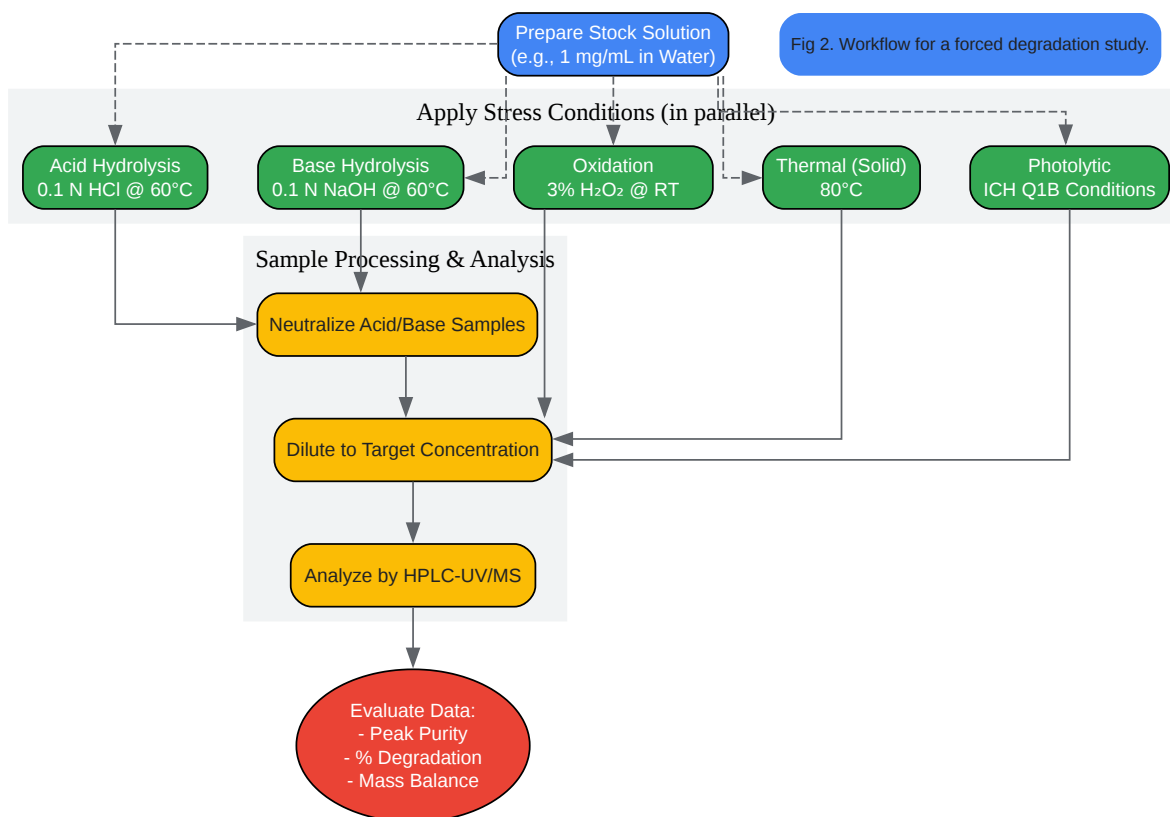 Prepare Stock Solution
(e.g., 1 mg/mL in Water)
Fig 2. Workflow for a forced degradation study.
Apply Stress Conditions (in parallel)
Acid Hydrolysis
0.1 N HCl @ 60°C
Base Hydrolysis
0.1 N NaOH @ 60°C
Oxidation
3% H₂O₂ @ RT
Thermal (Solid)
80°C
Photolytic
ICH Q1B Conditions
Sample Processing & Analysis
Neutralize Acid/Base Samples
Dilute to Target Concentration
Analyze by HPLC-UV/MS
Evaluate Data:
- Peak Purity
- % Degradation
- Mass Balance